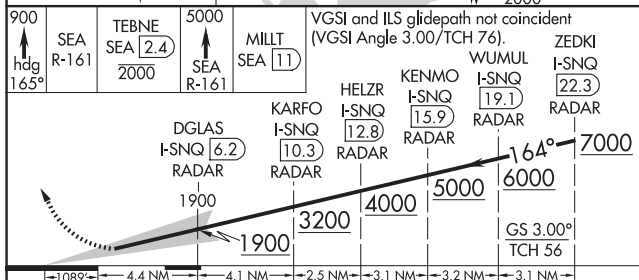 2000
900
hdg
165°
SEA
R-161
TEBNE
SEA 2.4
2000
5000
SEA
R-161
MILLT
SEA 11
VGSI and ILS glidepath not coincident
(VGSI Angle 3.00/TCH 76).
ZEDKI
I-SNQ
22.3
RADAR
WUMUL
I-SNQ
19.1
RADAR
KENMO
I-SNQ
15.9
RADAR
HELZR
I-SNQ
12.8
RADAR
KARFO
I-SNQ
10.3
RADAR
DGLAS
I-SNQ 6.2
RADAR
164°
7000
6000
5000
4000
3200
1900
1900
GS 3.00°
TCH 56
1089'
4.4 NM
4.1 NM
2.5 NM
3.1 NM
3.2 NM
3.1 NM